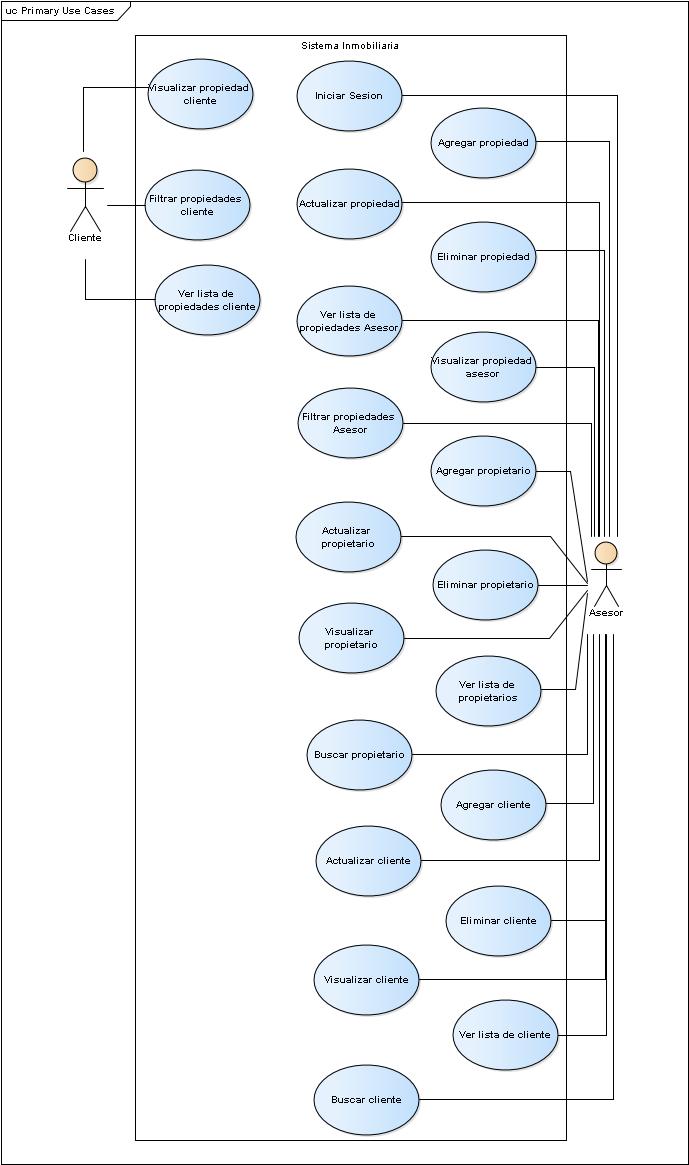 uc Primary Use Cases
Sistema Inmobiliaria
Visualizar propiedad
cliente
Iniciar Sesion
Agregar propiedad
Filtrar propiedades
cliente
Actualizar propiedad
Cliente
Eliminar propiedad
Ver lista de
propiedades cliente
Ver lista de
propiedades Asesor
Visualizar propiedad
asesor
Filtrar propiedades
Asesor
Agregar propietario
Actualizar
propietario
Eliminar propietario
Asesor
Visualizar
propietario
Ver lista de
propietarios
Buscar propietario
Agregar cliente
Actualizar cliente
Eliminar cliente
Visualizar cliente
Ver lista de cliente
Buscar cliente